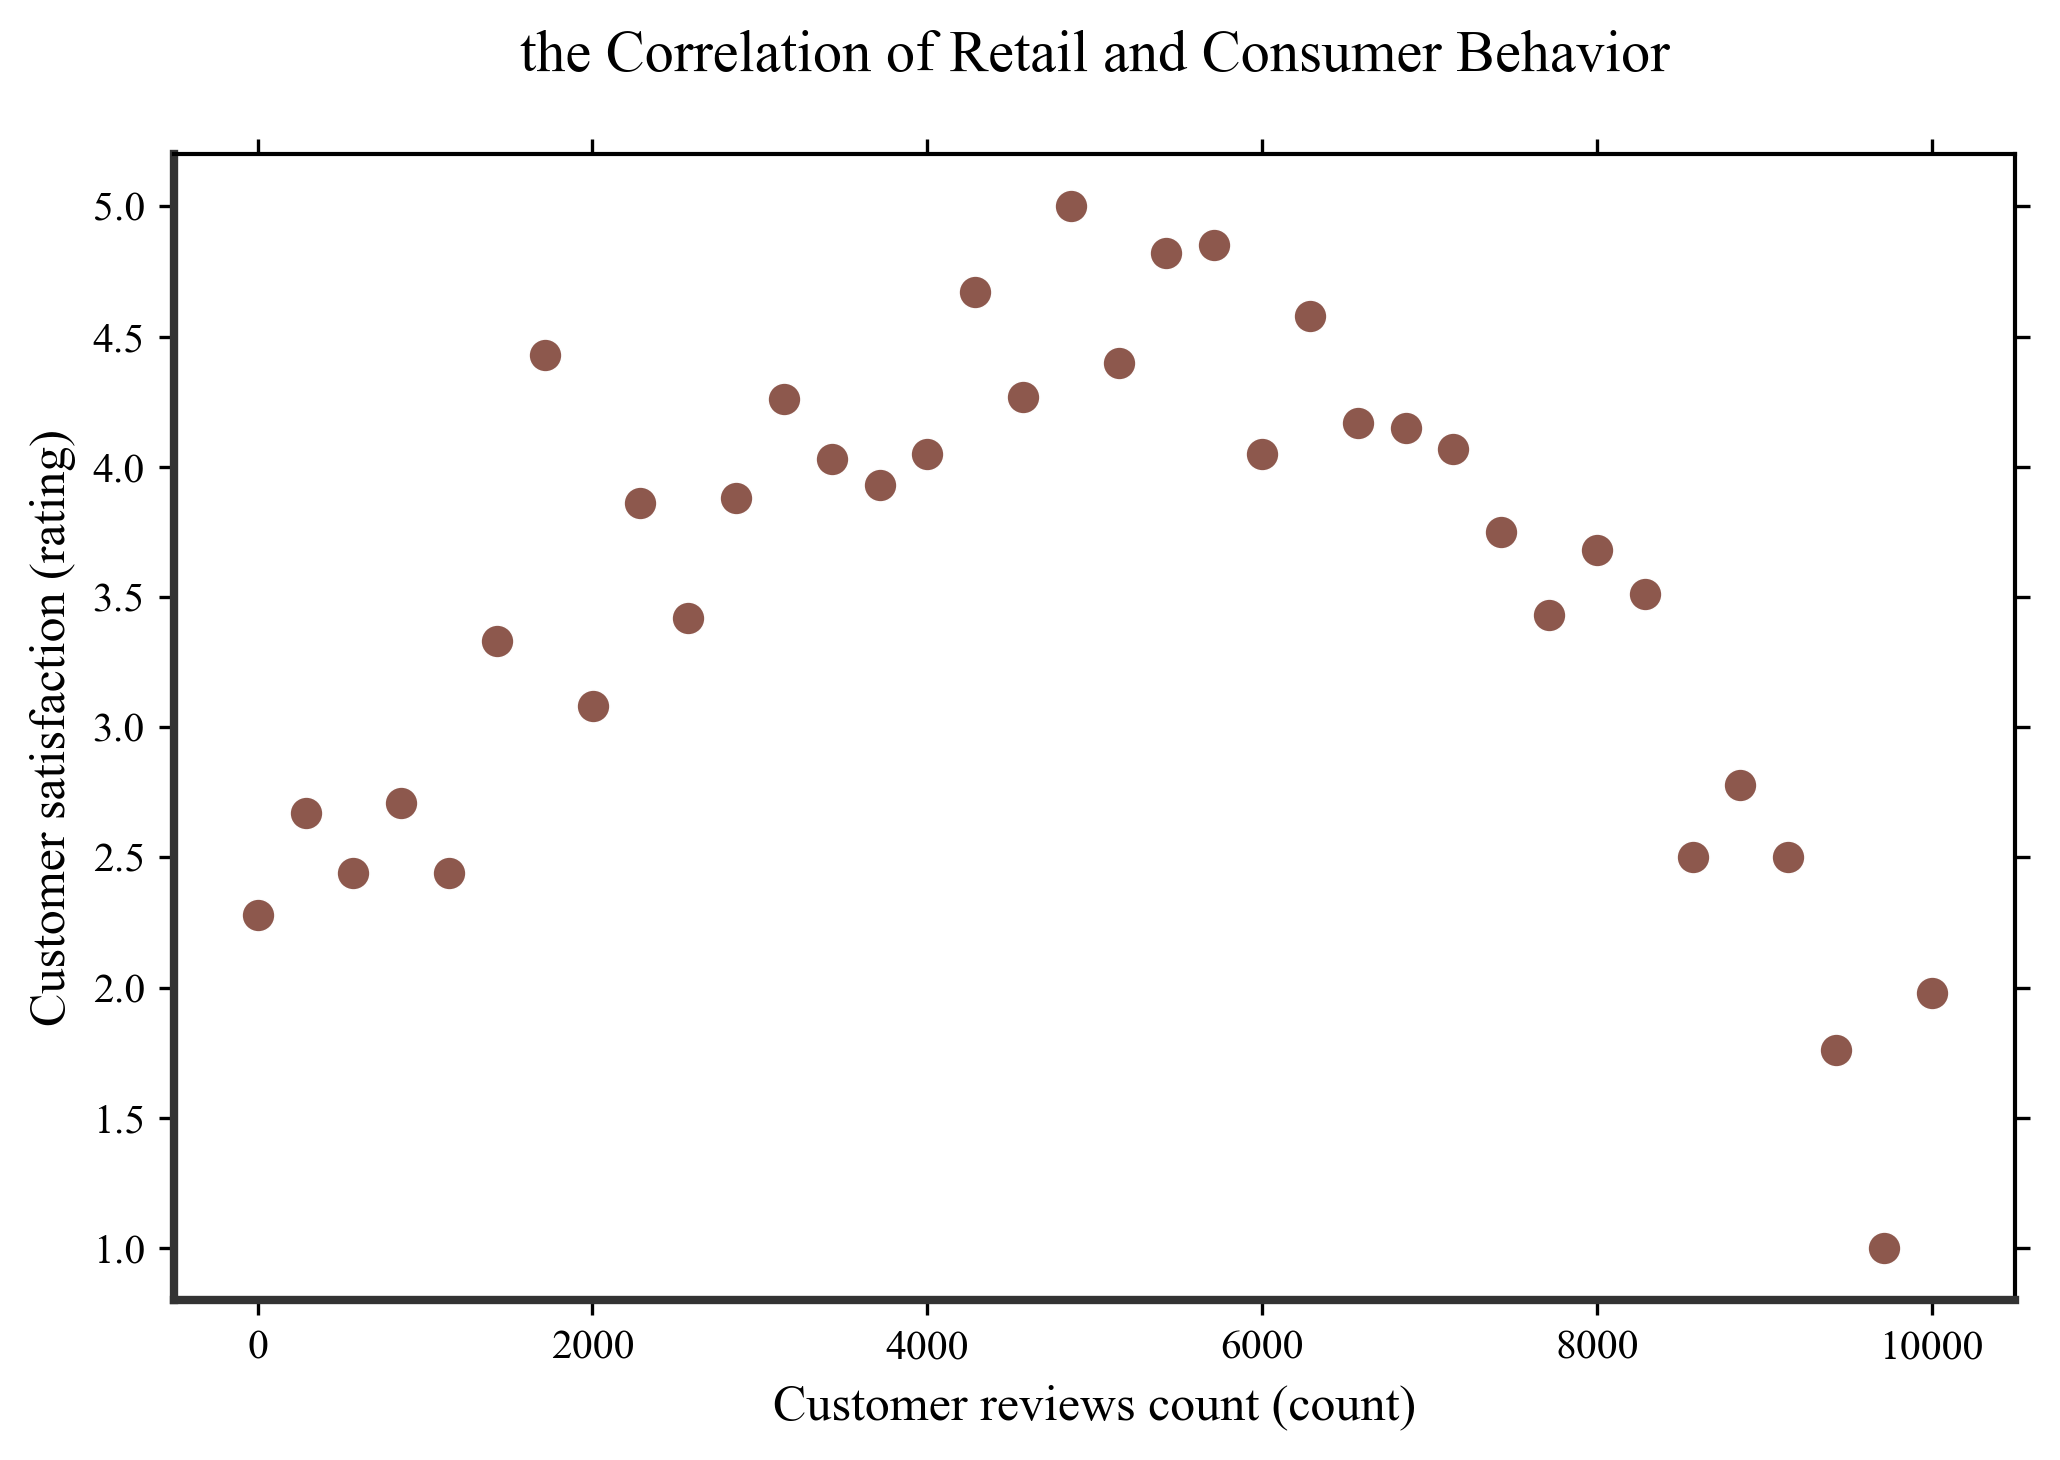 the Correlation of Retail and Consumer Behavior
5.0
4.5
4.0
3.5
3.0
2.5
2.0
1.5
1.0
Customer satisfaction (rating)
0 2000 4000 6000 8000 10000
Customer reviews count (count)